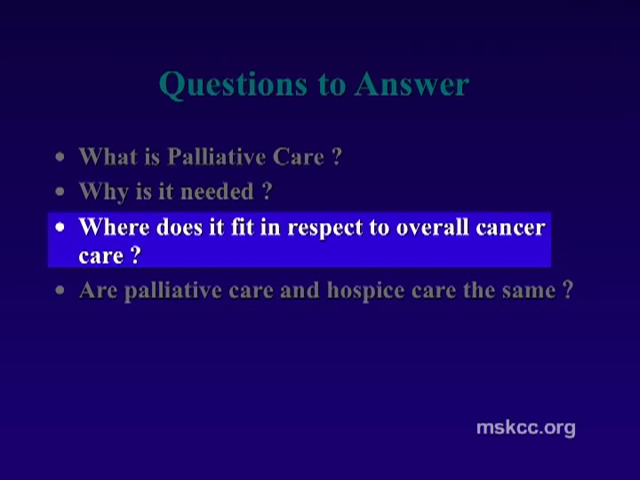 Questions to Answer
• What is Palliative Care ?
• Why is it needed ?
• Where does it fit in respect to overall cancer
care ?
• Are palliative care and hospice care the same ?
mskcc.org